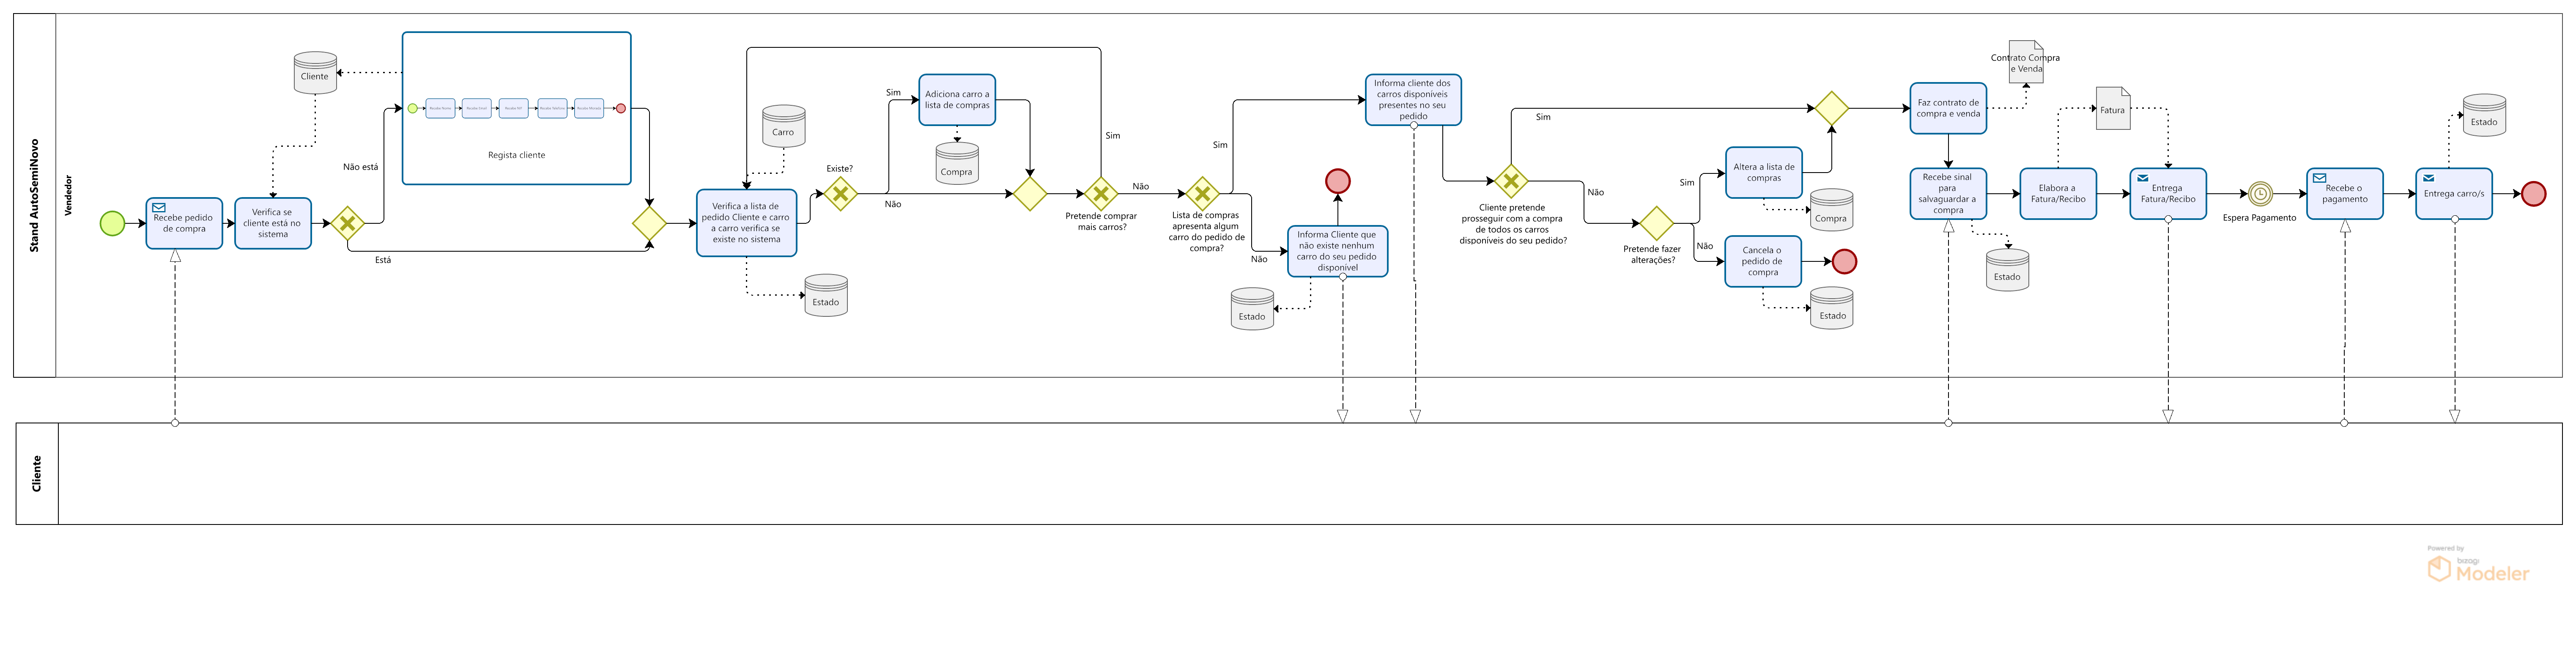 Stand AutoSemiNovo
Vendedor
Recebe pedido
de compra
Verifica se
cliente está no
sistema
Cliente
Não está
Está
Regista cliente
Verifica a lista de
pedido Cliente e carro
a carro verifica se
existe no sistema
Carro
Estado
Existe?
Sim
Não
Adiciona carro a
lista de compras
Compra
Pretende comprar
mais carros?
Sim
Não
Lista de compras
apresenta algum
carro do pedido de
compra?
Sim
Não
Informa Cliente que
não existe nenhum
carro do seu pedido
disponível
Estado
Informa cliente dos
carros disponíveis
presentes no seu
pedido
Cliente pretende
prosseguir com a compra
de todos os carros
disponíveis do seu pedido?
Sim
Não
Pretende fazer
alterações?
Sim
Não
Altera a lista de
compras
Compra
Cancela o
pedido de
compra
Estado
Faz contrato de
compra e venda
Contrato Compra
e Venda
Recebe sinal
para
salvaguardar a
compra
Estado
Elabora a
Fatura/Recibo
Fatura
Entrega
Fatura/Recibo
Espera Pagamento
Recebe o
pagamento
Entrega carro/s
Estado
Cliente
Powered by
bizagi
Modeler